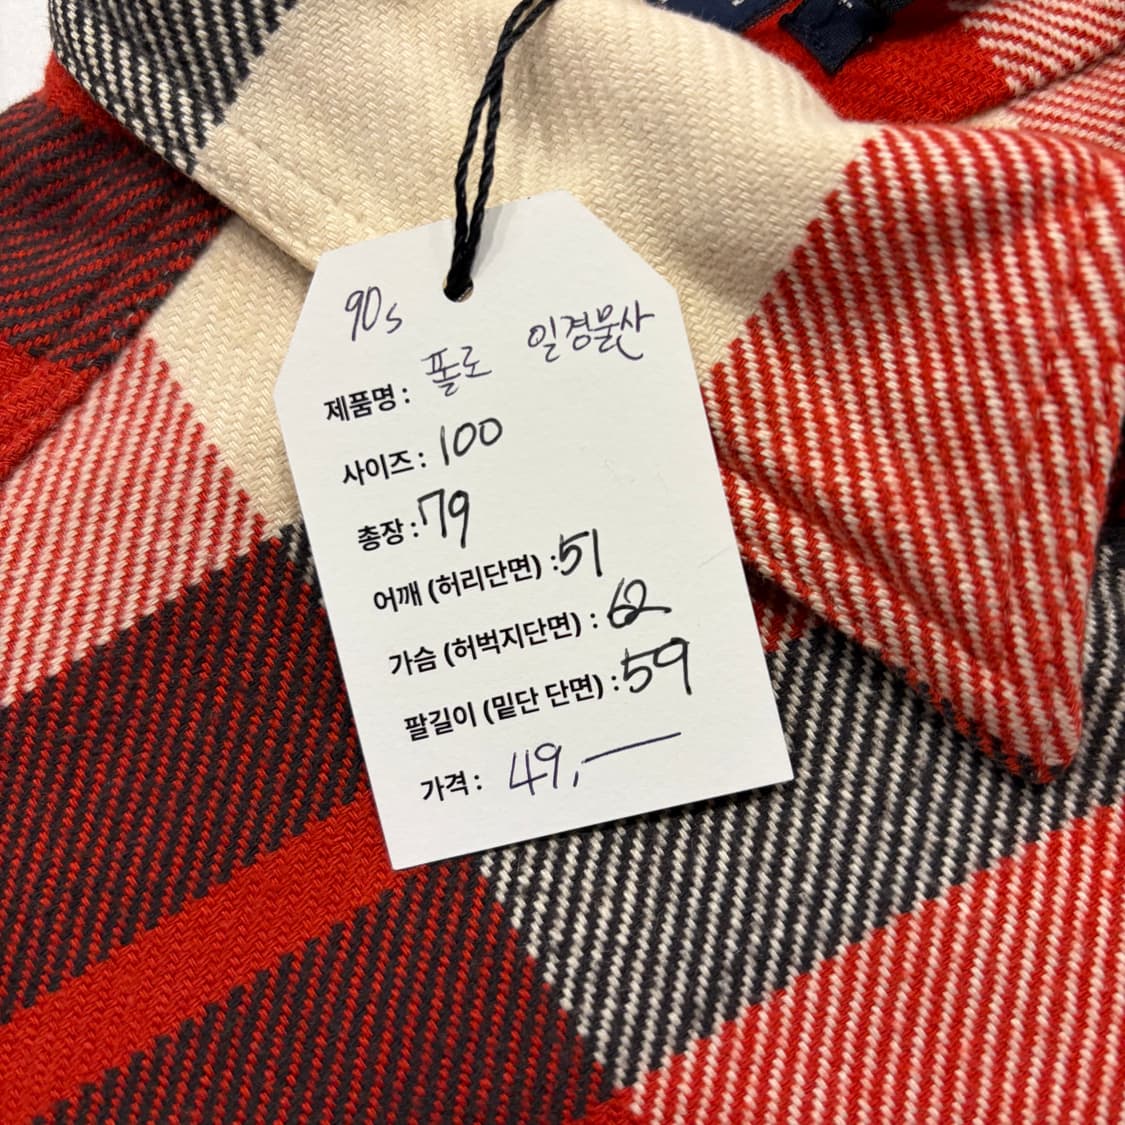 90s
제품명 : 폴로 일경물산
사이즈 : 100
총장 : 79
어깨 (허리단면) : 51
가슴 (허벅지단면) : 62
팔길이 (밑단 단면) : 59
가격 : 49,—